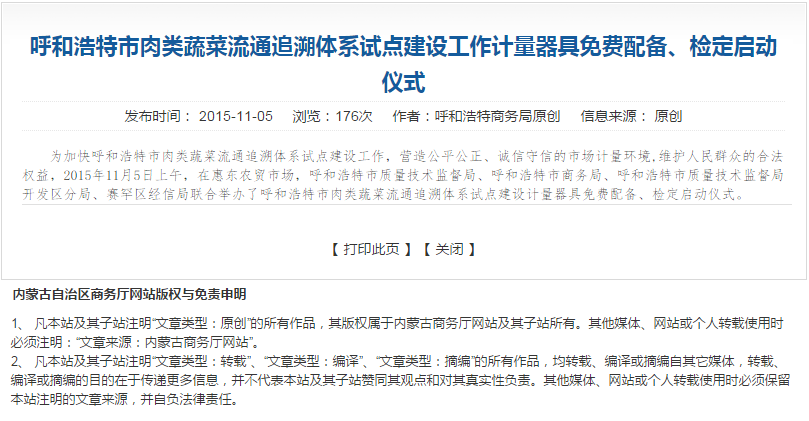 呼和浩特市肉类蔬菜流通追溯体系试点建设工作计量器具免费配备、检定启动
仪式
发布时间： 2015-11-05 浏览：176次 作者：呼和浩特商务局原创 信息来源： 原创
为加快呼和浩特市肉类蔬菜流通追溯体系试点建设工作，营造公平公正、诚信守信的市场计量环境,维护人民群众的合法
权益，2015年11月5日上午，在惠东农贸市场，呼和浩特市质量技术监督局、呼和浩特市商务局、呼和浩特市质量技术监督局
开发区分局、赛罕区经信局联合举办了呼和浩特市肉类蔬菜流通追溯体系试点建设计量器具免费配备、检定启动仪式。
【 打印此页 】【 关闭 】
内蒙古自治区商务厅网站版权与免责申明
1、 凡本站及其子站注明“文章类型：原创”的所有作品，其版权属于内蒙古商务厅网站及其子站所有。其他媒体、网站或个人转载使用时
必须注明：“文章来源：内蒙古商务厅网站”。
2、 凡本站及其子站注明“文章类型：转载”、“文章类型：编译”、“文章类型：摘编”的所有作品，均转载、编译或摘编自其它媒体，转载、
编译或摘编的目的在于传递更多信息，并不代表本站及其子站赞同其观点和对其真实性负责。其他媒体、网站或个人转载使用时必须保留
本站注明的文章来源，并自负法律责任。